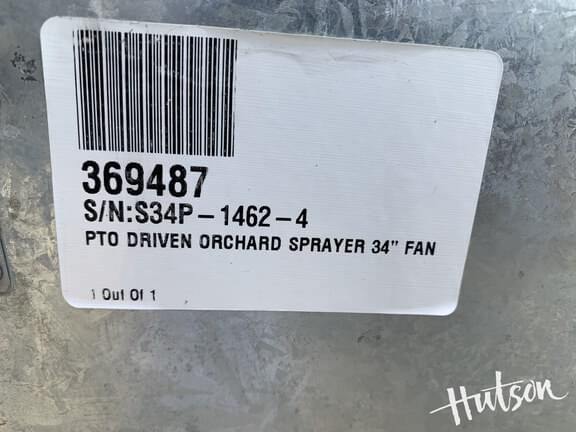 369487
S/N:S34P-1462-4
PTO DRIVEN ORCHARD SPRAYER 34" FAN
1 Out Of 1
Hutson